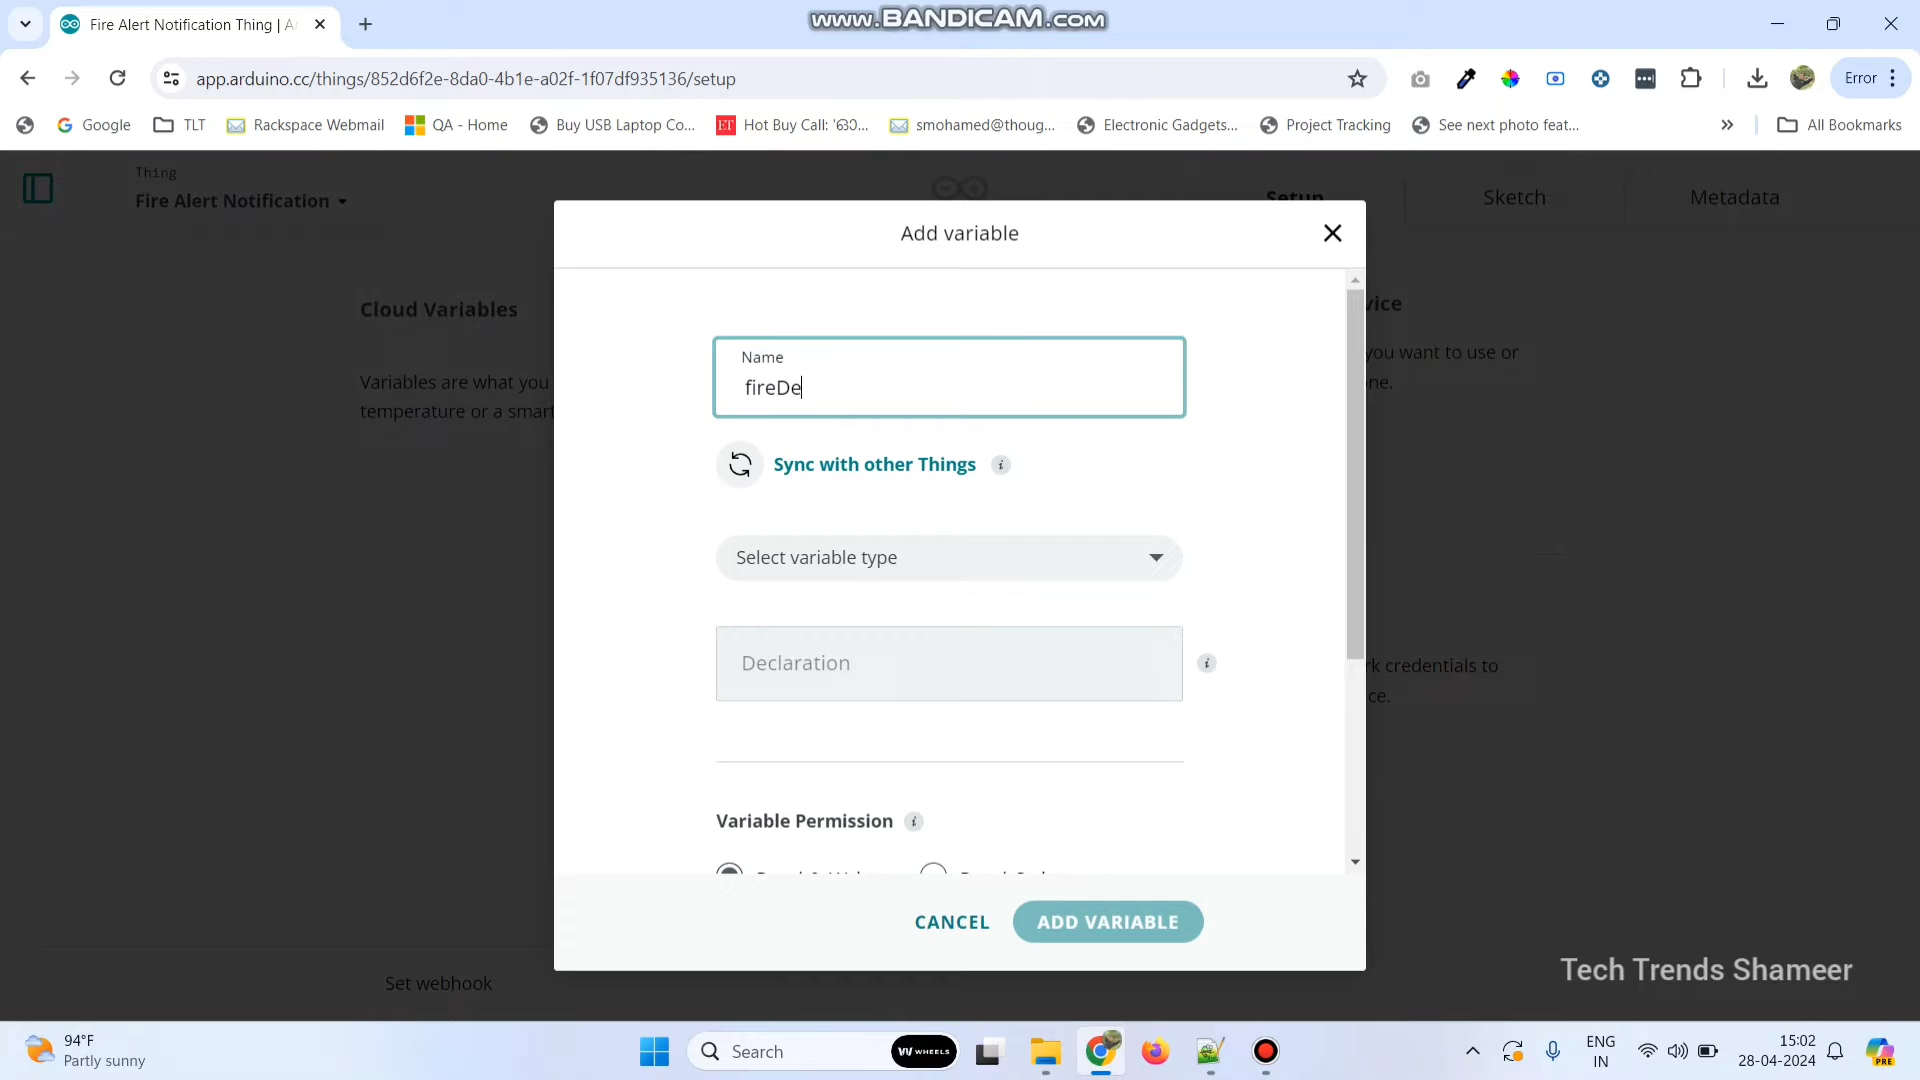 www.BANDICAM.com
Fire Alert Notification Thing | A
app.arduino.cc/things/852d6f2e-8da0-4b1e-a02f-1f07df935136/setup
Error
Google
TLT
Rackspace Webmail
QA - Home
Buy USB Laptop Co...
ET
Hot Buy Call:
smohamed@thoug...
Electronic Gadgets...
Project Tracking
See next photo feat...
All Bookmarks
Thing
Fire Alert Notification
Setup
Sketch
Metadata
Add variable
Cloud Variables
vice
Name
fireDe
Variables are what you
temperature or a smart
you want to use or
one.
Sync with other Things
Select variable type
Declaration
rk credentials to
ce.
Variable Permission
CANCEL
ADD VARIABLE
Set webhook
Tech Trends Shameer
94°F
Partly sunny
Search
WHEELS
ENG
IN
15:02
28-04-2024
PRE